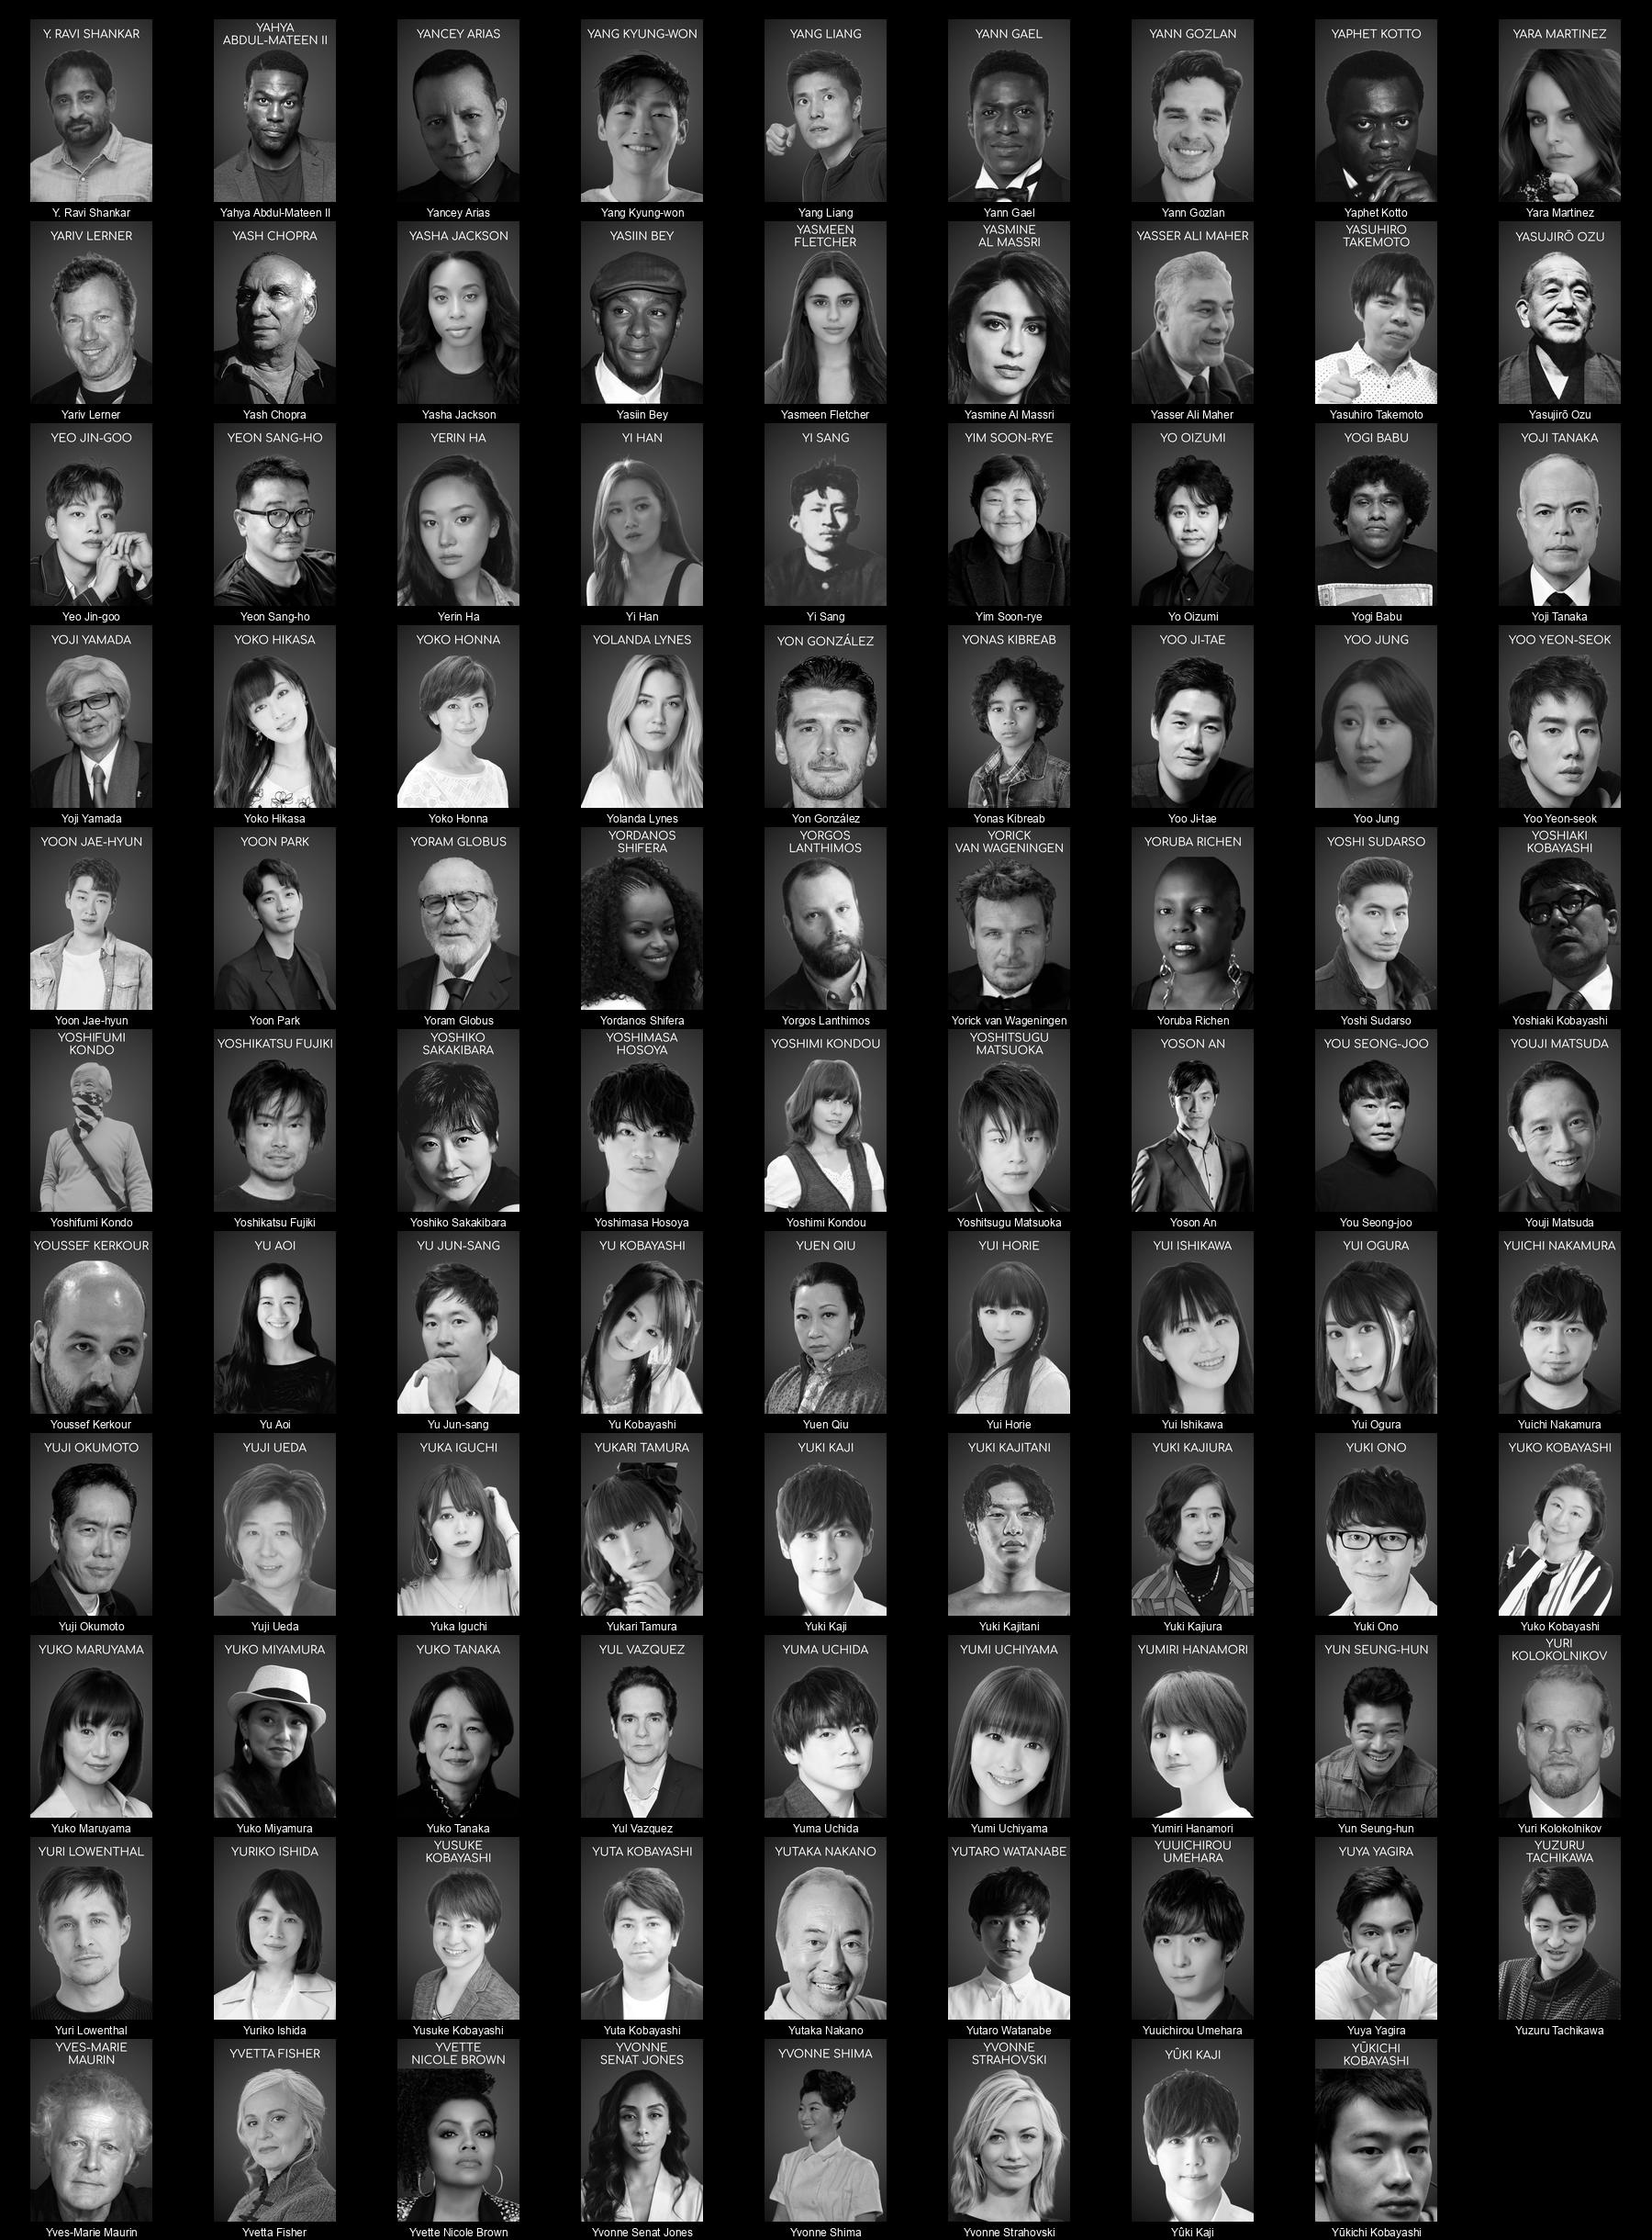 Y. RAVI SHANKAR
YAHYA
ABDUL-MATEEN II
YANCEY ARIAS
YANG KYUNG-WON
YANG LIANG
YANN GAEL
YANN GOZLAN
YAPHET KOTTO
YARA MARTINEZ
Y. Ravi Shankar
Yahya Abdul-Mateen II
Yancey Arias
Yang Kyung-won
Yang Liang
Yann Gael
Yann Gozlan
Yaphet Kotto
Yara Martinez
YARIV LERNER
YASH CHOPRA
YASHA JACKSON
YASIIN BEY
YASMEEN
FLETCHER
YASMINE
AL MASSRI
YASSER ALI MAHER
YASUHIRO
TAKEMOTO
YASUJIRŌ OZU
Yariv Lerner
Yash Chopra
Yasha Jackson
Yasiin Bey
Yasmeen Fletcher
Yasmine Al Massri
Yasser Ali Maher
Yasuhiro Takemoto
Yasujirō Ozu
YEO JIN-GOO
YEON SANG-HO
YERIN HA
YI HAN
YI SANG
YIM SOON-RYE
YO OIZUMI
YOGI BABU
YOJI TANAKA
Yeo Jin-goo
Yeon Sang-ho
Yerin Ha
Yi Han
Yi Sang
Yim Soon-rye
Yo Oizumi
Yogi Babu
Yoji Tanaka
YOJI YAMADA
YOKO HIKASA
YOKO HONNA
YOLANDA LYNES
YON GONZÁLEZ
YONAS KIBREAB
YOO JI-TAE
YOO JUNG
YOO YEON-SEOK
Yoji Yamada
Yoko Hikasa
Yoko Honna
Yolanda Lynes
Yon González
Yonas Kibreab
Yoo Ji-tae
Yoo Jung
Yoo Yeon-seok
YOON JAE-HYUN
YOON PARK
YORAM GLOBUS
YORDANOS
SHIFERA
YORGOS
LANTHIMOS
YORICK
VAN WAGENINGEN
YORUBA RICHEN
YOSHI SUDARSO
YOSHIAKI
KOBAYASHI
Yoon Jae-hyun
Yoon Park
Yoram Globus
Yordanos Shifera
Yorgos Lanthimos
Yorick van Wageningen
Yoruba Richen
Yoshi Sudarso
Yoshiaki Kobayashi
YOSHIFUMI
KONDO
YOSHIKATSU FUJIKI
YOSHIKO
SAKAKIBARA
YOSHIMASA
HOSOYA
YOSHIMI KONDOU
YOSHITSUGU
MATSUOKA
YOSON AN
YOU SEONG-JOO
YOUJI MATSUDA
Yoshifumi Kondo
Yoshikatsu Fujiki
Yoshiko Sakakibara
Yoshimasa Hosoya
Yoshimi Kondou
Yoshitsugu Matsuoka
Yoson An
You Seong-joo
Youji Matsuda
YOUSSEF KERKOUR
YU AOI
YU JUN-SANG
YU KOBAYASHI
YUEN QIU
YUI HORIE
YUI ISHIKAWA
YUI OGURA
YUICHI NAKAMURA
Youssef Kerkour
Yu Aoi
Yu Jun-sang
Yu Kobayashi
Yuen Qiu
Yui Horie
Yui Ishikawa
Yui Ogura
Yuichi Nakamura
YUJI OKUMOTO
YUJI UEDA
YUKA IGUCHI
YUKARI TAMURA
YUKI KAJI
YUKI KAJITANI
YUKI KAJIURA
YUKI ONO
YUKO KOBAYASHI
Yuji Okumoto
Yuji Ueda
Yuka Iguchi
Yukari Tamura
Yuki Kaji
Yuki Kajitani
Yuki Kajiura
Yuki Ono
Yuko Kobayashi
YUKO MARUYAMA
YUKO MIYAMURA
YUKO TANAKA
YUL VAZQUEZ
YUMA UCHIDA
YUMI UCHIYAMA
YUMIRI HANAMORI
YUN SEUNG-HUN
YURI
KOLOKOLNIKOV
Yuko Maruyama
Yuko Miyamura
Yuko Tanaka
Yul Vazquez
Yuma Uchida
Yumi Uchiyama
Yumiri Hanamori
Yun Seung-hun
Yuri Kolokolnikov
YURI LOWENTHAL
YURIKO ISHIDA
YUSUKE
KOBAYASHI
YUTA KOBAYASHI
YUTAKA NAKANO
YUTARO WATANABE
YUUICHIROU
UMEHARA
YUYA YAGIRA
YUZURU
TACHIKAWA
Yuri Lowenthal
Yuriko Ishida
Yusuke Kobayashi
Yuta Kobayashi
Yutaka Nakano
Yutaro Watanabe
Yuuichirou Umehara
Yuya Yagira
Yuzuru Tachikawa
YVES-MARIE
MAURIN
YVETTA FISHER
YVETTE
NICOLE BROWN
YVONNE
SENAT JONES
YVONNE SHIMA
YVONNE
STRAHOVSKI
YÛKI KAJI
YŪKICHI
KOBAYASHI
Yves-Marie Maurin
Yvetta Fisher
Yvette Nicole Brown
Yvonne Senat Jones
Yvonne Shima
Yvonne Strahovski
Yûki Kaji
Yūkichi Kobayashi